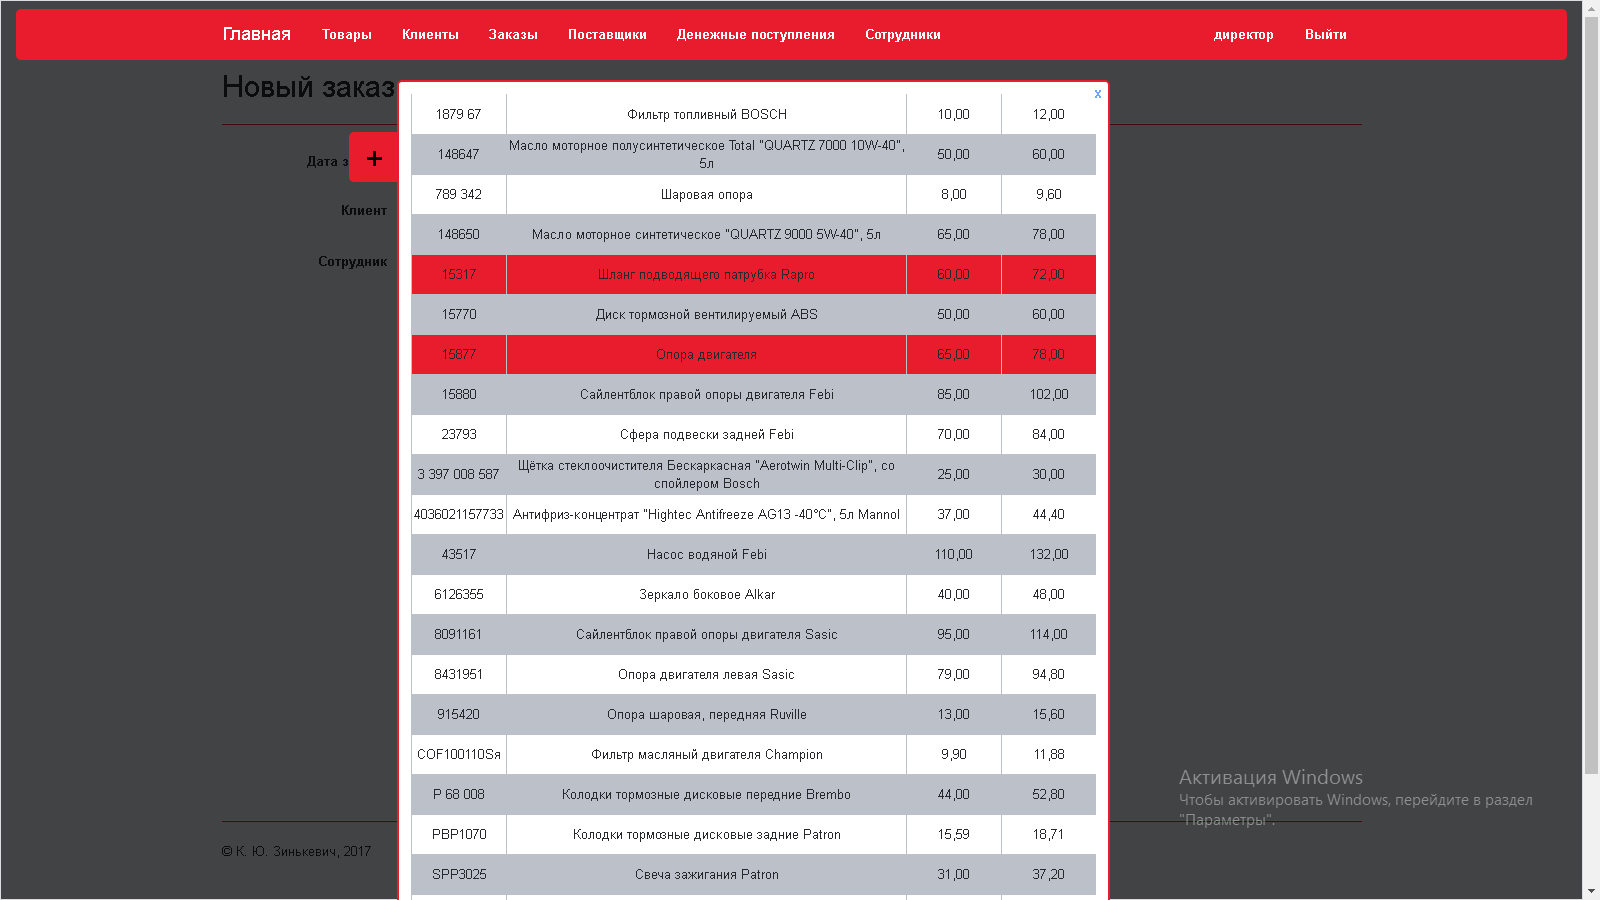 Главная Товары Клиенты Заказы Поставщики Денежные поступления Сотрудники директор Выйти
Новый заказ
x
Дата з
+
Клиент
Сотрудник
1879 67 Фильтр топливный BOSCH 10,00 12,00
148647 Масло моторное полусинтетическое Total "QUARTZ 7000 10W-40", 5л 50,00 60,00
789 342 Шаровая опора 8,00 9,60
148650 Масло моторное синтетическое "QUARTZ 9000 5W-40", 5л 65,00 78,00
15317 Шланг подводящего патрубка Rapro 60,00 72,00
15770 Диск тормозной вентилируемый ABS 50,00 60,00
15877 Опора двигателя 65,00 78,00
15880 Сайлентблок правой опоры двигателя Febi 85,00 102,00
23793 Сфера подвески задней Febi 70,00 84,00
3 397 008 587 Щётка стеклоочистителя Бескаркасная "Aerotwin Multi-Clip", со спойлером Bosch 25,00 30,00
4036021157733 Антифриз-концентрат "Hightec Antifreeze AG13 -40°C", 5л Mannol 37,00 44,40
43517 Насос водяной Febi 110,00 132,00
6126355 Зеркало боковое Alkar 40,00 48,00
8091161 Сайлентблок правой опоры двигателя Sasic 95,00 114,00
8431951 Опора двигателя левая Sasic 79,00 94,80
915420 Опора шаровая, передняя Ruville 13,00 15,60
COF100110Sя Фильтр масляный двигателя Champion 9,90 11,88
P 68 008 Колодки тормозные дисковые передние Brembo 44,00 52,80
PBP1070 Колодки тормозные дисковые задние Patron 15,59 18,71
SPP3025 Свеча зажигания Patron 31,00 37,20
© К. Ю. Зинькевич, 2017
Активация Windows
Чтобы активировать Windows, перейдите в раздел
"Параметры".